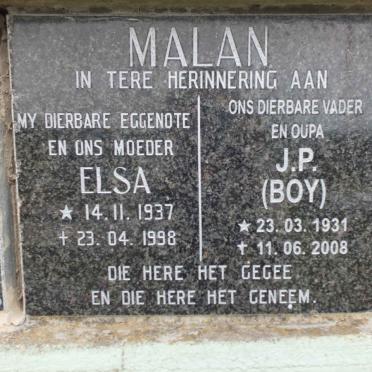 MALAN
IN TERE HERINNERING AAN
MY DIERBARE EGGENOTE
EN ONS MOEDER
ELSA
★ 14. 11. 1937
✝ 23. 04. 1998
ONS DIERBARE VADER
EN OUPA
J.P.
(BOY)
★ 23. 03. 1931
✝ 11. 06. 2008
DIE HERE HET GEGEE
EN DIE HERE HET GENEEM.